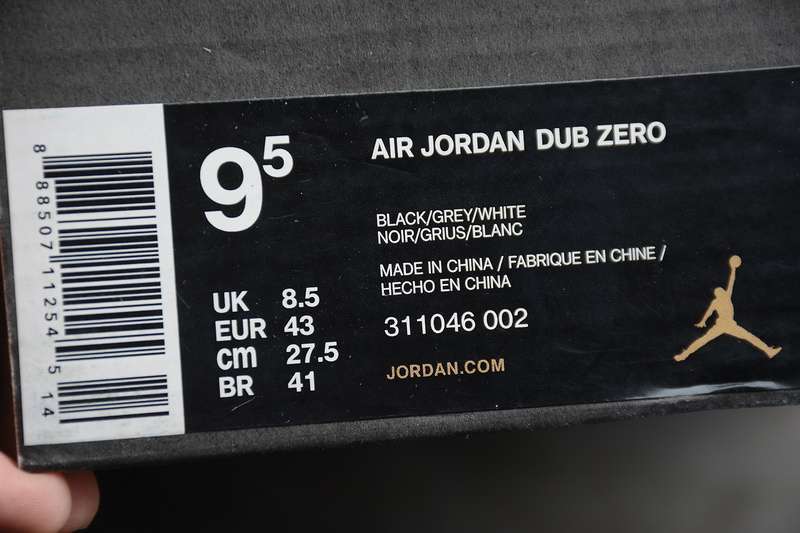 8 88507 11254 5 14
9⁵
AIR JORDAN DUB ZERO
BLACK/GREY/WHITE
NOIR/GRIUS/BLANC
MADE IN CHINA / FABRIQUE EN CHINE /
HECHO EN CHINA
311046 002
JORDAN.COM
UK 8.5
EUR 43
cm 27.5
BR 41